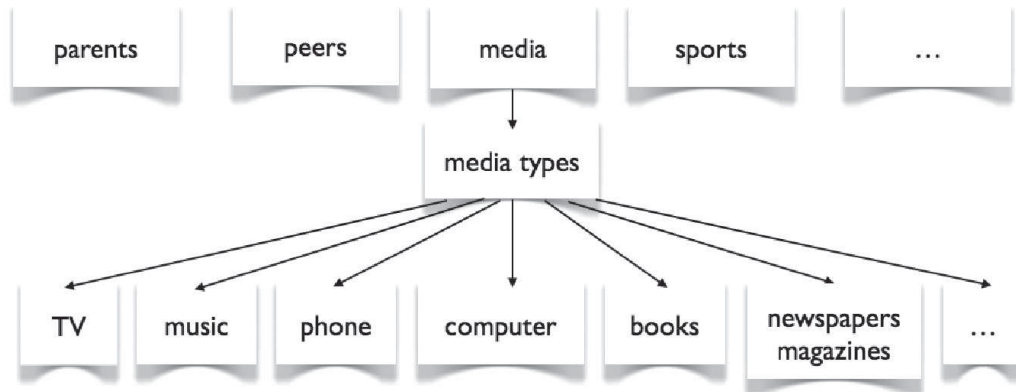 parents
peers
media
sports
...
media types
TV
music
phone
computer
books
newspapers
magazines
...